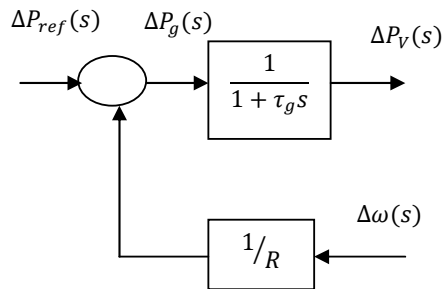 ΔP_ref(s)
ΔP_g(s)
ΔP_V(s)
1
1 + τ_g s
Δω(s)
1/R